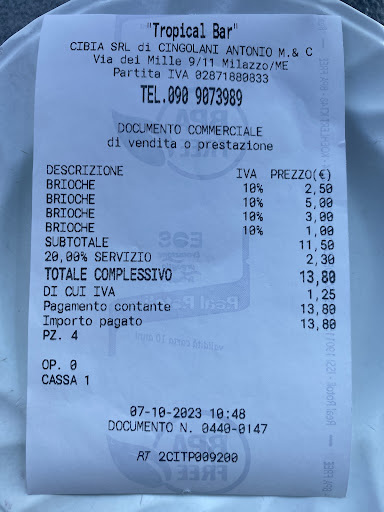 "Tropical Bar"
CIBIA SRL di CINGOLANI ANTONIO M.& C
Via dei Mille 9/11 Milazzo/ME
Partita IVA 02871880833
TEL.090 9073989
DOCUMENTO COMMERCIALE
di vendita o prestazione
DESCRIZIONE IVA PREZZO(€)
BRIOCHE 10% 2,50
BRIOCHE 10% 5,00
BRIOCHE 10% 3,00
BRIOCHE 10% 1,00
SUBTOTALE 11,50
20,00% SERVIZIO 2,30
TOTALE COMPLESSIVO 13,80
DI CUI IVA 1,25
Pagamento contante 13,80
Importo pagato 13,80
PZ. 4
OP. 0
CASSA 1
07-10-2023 10:48
DOCUMENTO N. 0440-0147
RT 2CITP009200